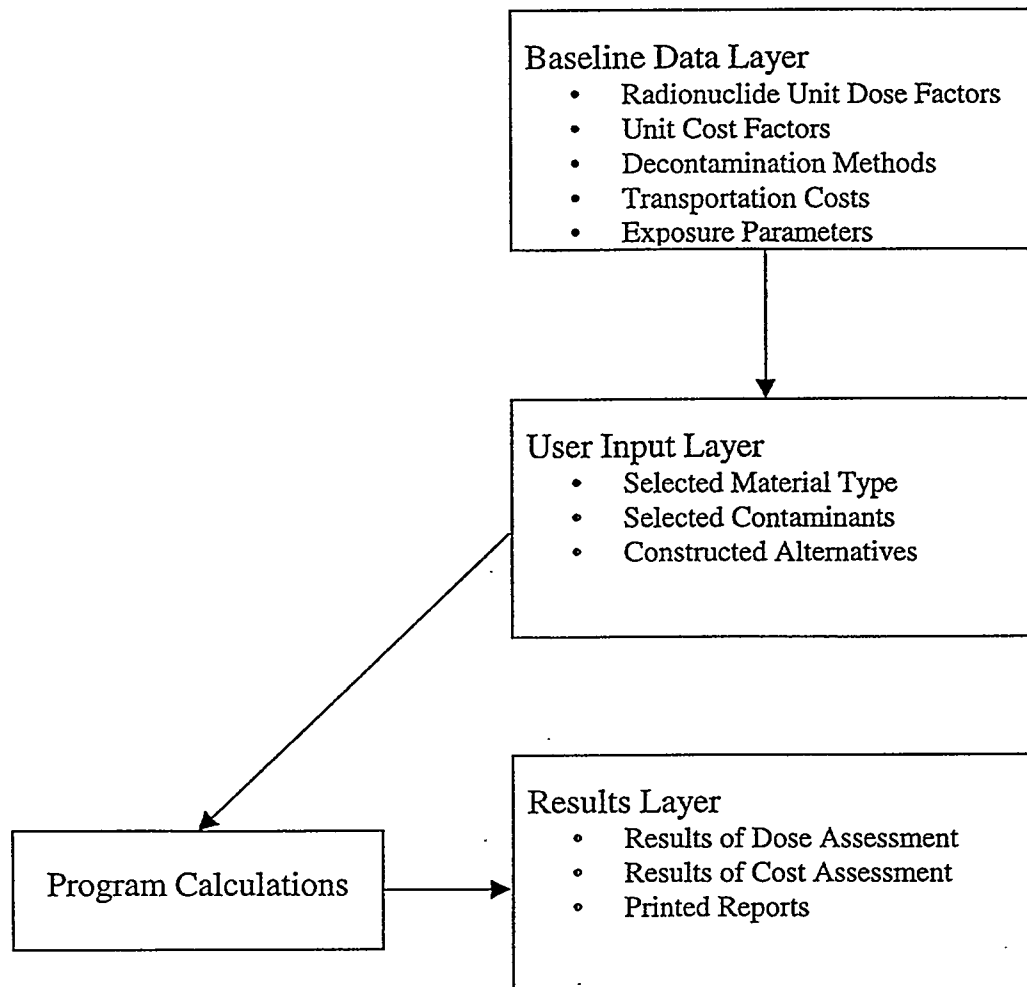 Baseline Data Layer
• Radionuclide Unit Dose Factors
• Unit Cost Factors
• Decontamination Methods
• Transportation Costs
• Exposure Parameters
User Input Layer
• Selected Material Type
• Selected Contaminants
• Constructed Alternatives
Results Layer
• Results of Dose Assessment
• Results of Cost Assessment
• Printed Reports
Program Calculations